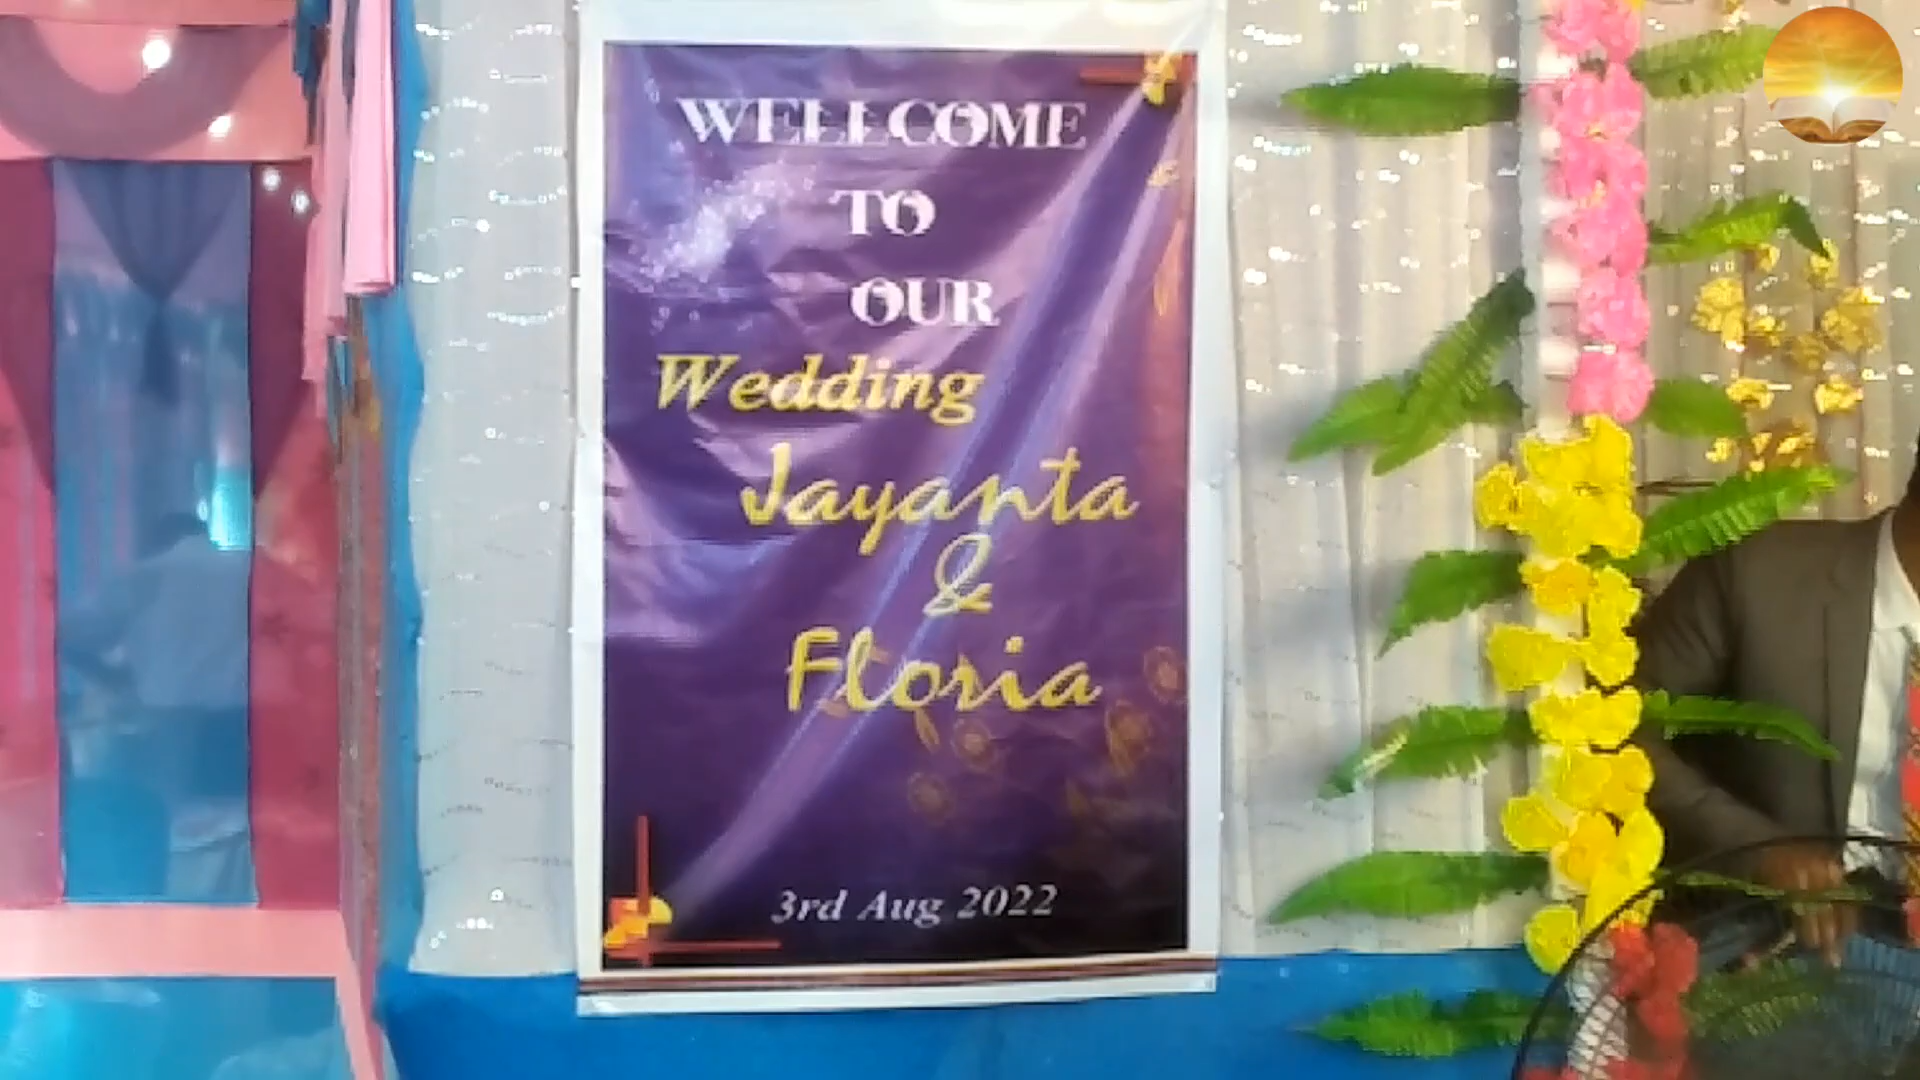 WELLCOME
TO
OUR
Wedding
Jayanta
&
Floria
3rd Aug 2022